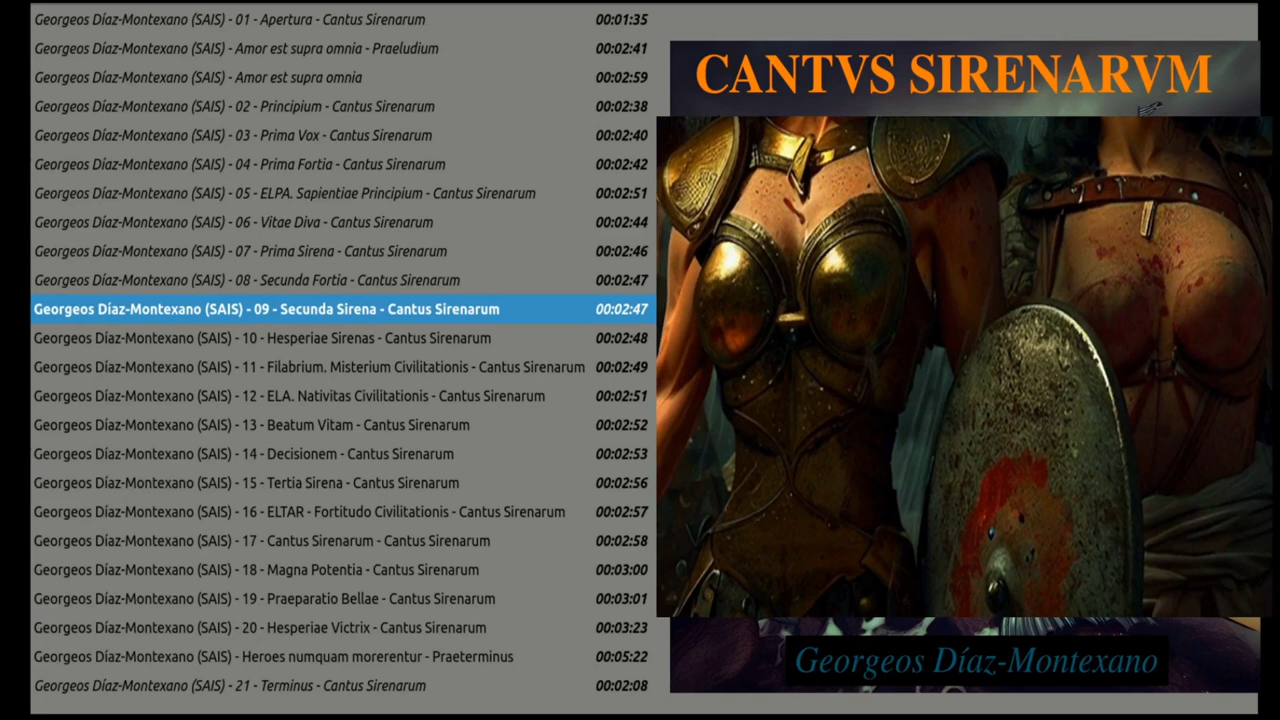 Georgeos Díaz-Montexano (SAIS) - 01 - Apertura - Cantus Sirenarum 00:01:35
Georgeos Díaz-Montexano (SAIS) - Amor est supra omnia - Praeludium 00:02:41
Georgeos Díaz-Montexano (SAIS) - Amor est supra omnia 00:02:59
Georgeos Díaz-Montexano (SAIS) - 02 - Principium - Cantus Sirenarum 00:02:38
Georgeos Díaz-Montexano (SAIS) - 03 - Prima Vox - Cantus Sirenarum 00:02:40
Georgeos Díaz-Montexano (SAIS) - 04 - Prima Fortia - Cantus Sirenarum 00:02:42
Georgeos Díaz-Montexano (SAIS) - 05 - ELPA. Sapientiae Principium - Cantus Sirenarum 00:02:51
Georgeos Díaz-Montexano (SAIS) - 06 - Vitae Diva - Cantus Sirenarum 00:02:44
Georgeos Díaz-Montexano (SAIS) - 07 - Prima Sirena - Cantus Sirenarum 00:02:46
Georgeos Díaz-Montexano (SAIS) - 08 - Secunda Fortia - Cantus Sirenarum 00:02:47
Georgeos Díaz-Montexano (SAIS) - 09 - Secunda Sirena - Cantus Sirenarum 00:02:47
Georgeos Díaz-Montexano (SAIS) - 10 - Hesperiae Sirenas - Cantus Sirenarum 00:02:48
Georgeos Díaz-Montexano (SAIS) - 11 - Filabrium. Misterium Civilitationis - Cantus Sirenarum 00:02:49
Georgeos Díaz-Montexano (SAIS) - 12 - ELA. Nativitas Civilitationis - Cantus Sirenarum 00:02:51
Georgeos Díaz-Montexano (SAIS) - 13 - Beatum Vitam - Cantus Sirenarum 00:02:52
Georgeos Díaz-Montexano (SAIS) - 14 - Decisionem - Cantus Sirenarum 00:02:53
Georgeos Díaz-Montexano (SAIS) - 15 - Tertia Sirena - Cantus Sirenarum 00:02:56
Georgeos Díaz-Montexano (SAIS) - 16 - ELTAR - Fortitudo Civilitationis - Cantus Sirenarum 00:02:57
Georgeos Díaz-Montexano (SAIS) - 17 - Cantus Sirenarum - Cantus Sirenarum 00:02:58
Georgeos Díaz-Montexano (SAIS) - 18 - Magna Potentia - Cantus Sirenarum 00:03:00
Georgeos Díaz-Montexano (SAIS) - 19 - Praeparatio Bellae - Cantus Sirenarum 00:03:01
Georgeos Díaz-Montexano (SAIS) - 20 - Hesperiae Victrix - Cantus Sirenarum 00:03:23
Georgeos Díaz-Montexano (SAIS) - Heroes numquam morerentur - Praeterminus 00:05:22
Georgeos Díaz-Montexano (SAIS) - 21 - Terminus - Cantus Sirenarum 00:02:08
CANTVS SIRENARVM
Georgeos Díaz-Montexano